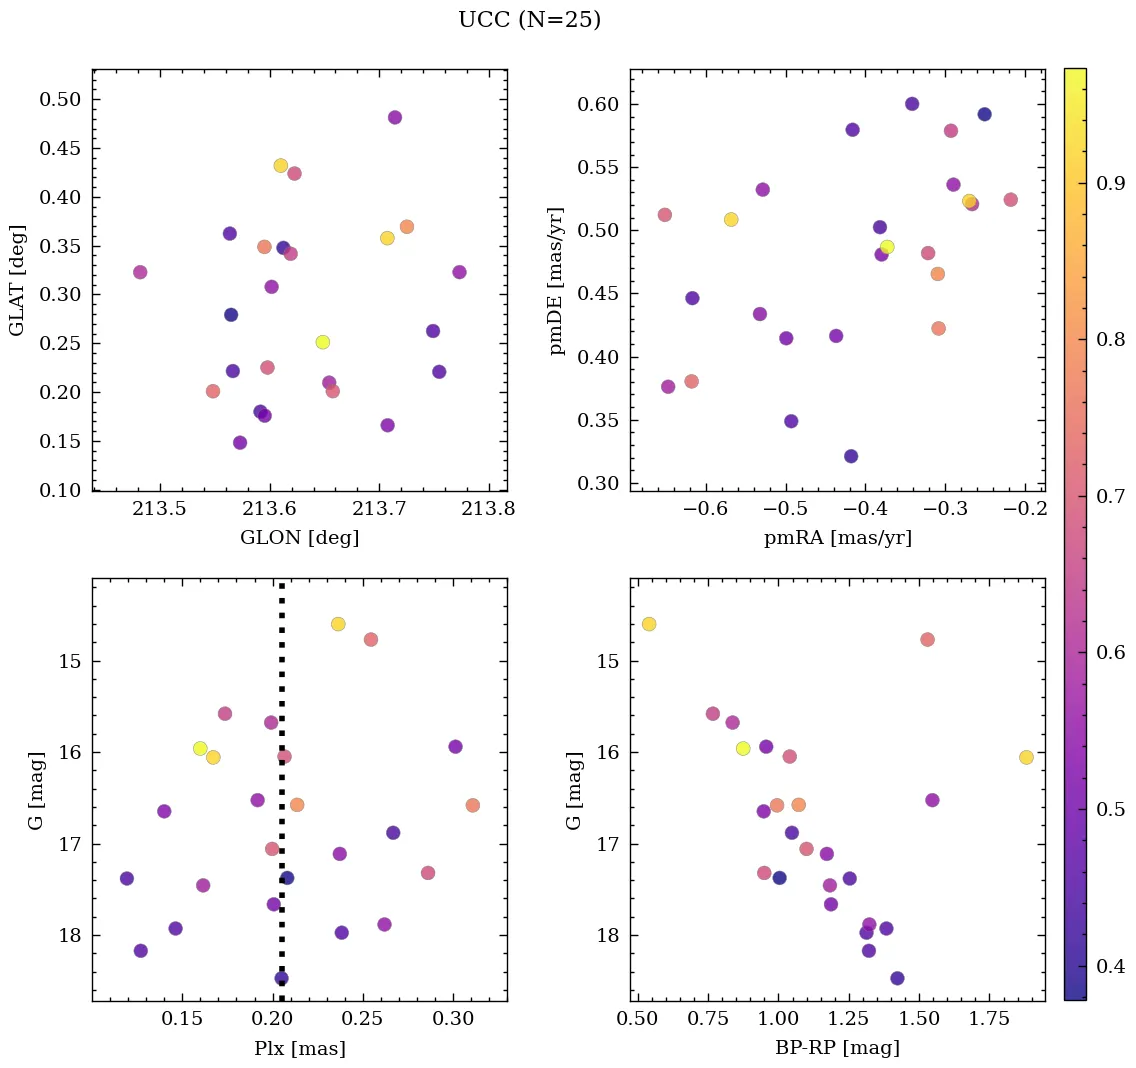 UCC (N=25)
0.50
0.45
0.40
0.35
0.30
0.25
0.20
0.15
0.10
GLAT [deg]
213.5 213.6 213.7 213.8
GLON [deg]
0.60
0.55
0.50
0.45
0.40
0.35
0.30
pmDE [mas/yr]
−0.6 −0.5 −0.4 −0.3 −0.2
pmRA [mas/yr]
15
16
17
18
G [mag]
0.15 0.20 0.25 0.30
Plx [mas]
15
16
17
18
G [mag]
0.50 0.75 1.00 1.25 1.50 1.75
BP-RP [mag]
0.9
0.8
0.7
0.6
0.5
0.4